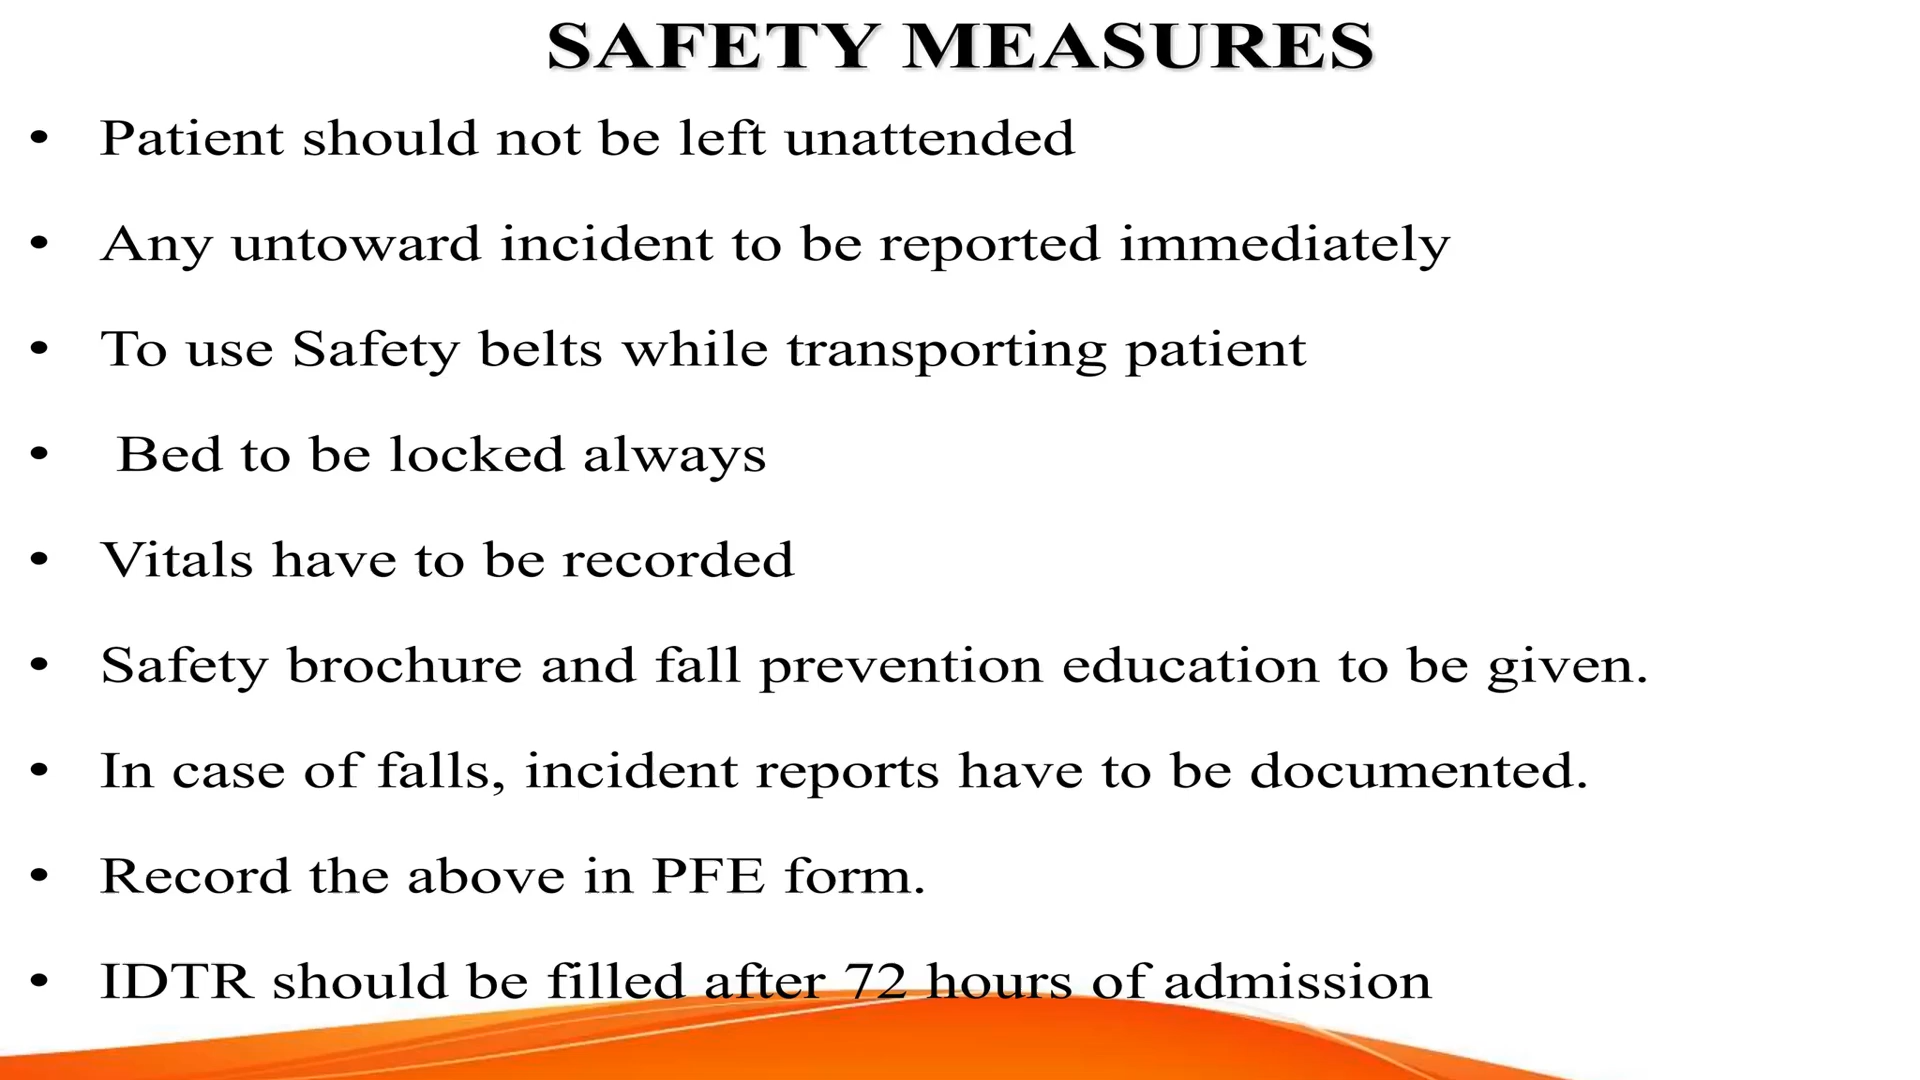 SAFETY MEASURES
• Patient should not be left unattended
• Any untoward incident to be reported immediately
• To use Safety belts while transporting patient
• Bed to be locked always
• Vitals have to be recorded
• Safety brochure and fall prevention education to be given.
• In case of falls, incident reports have to be documented.
• Record the above in PFE form.
• IDTR should be filled after 72 hours of admission